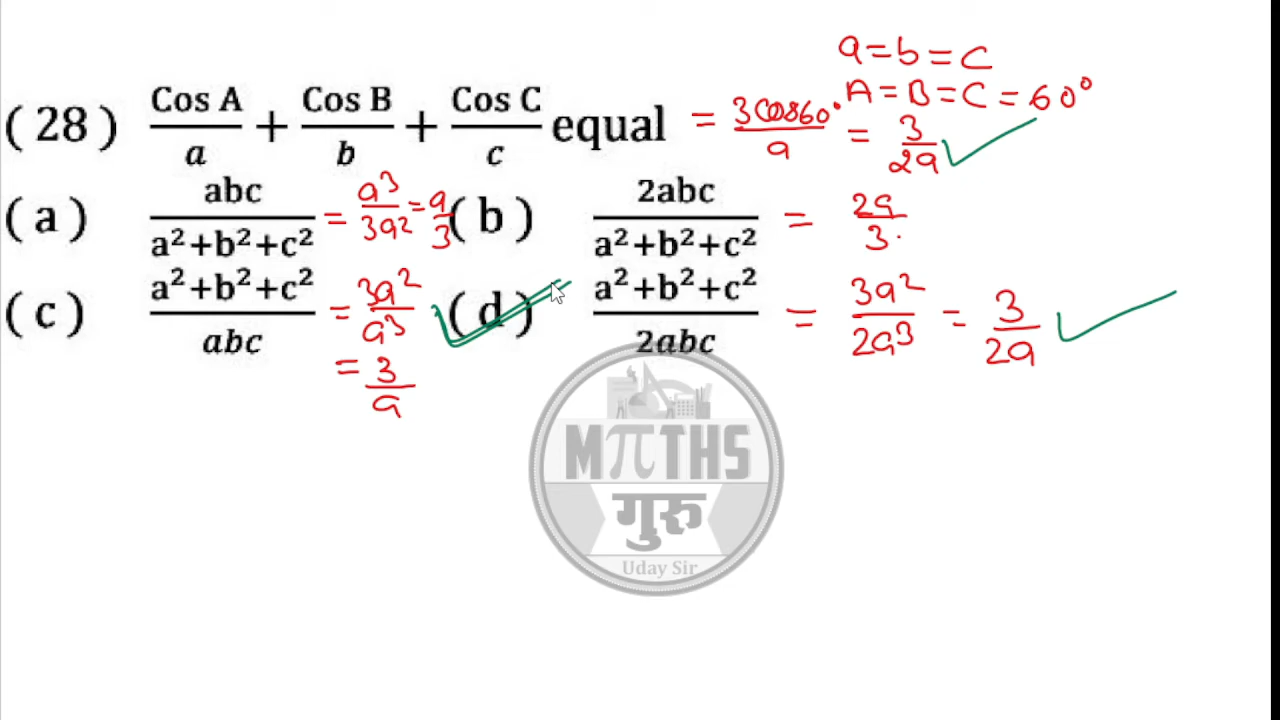 a = b = C
A = B = C = 60°
(28) Cos A/a + Cos B/b + Cos C/c equal = 3cos60°/a = 3/2a ✓
(a) abc/a²+b²+c² = a³/3a² = a/3 (b) 2abc/a²+b²+c² = 2a/3.
(c) a²+b²+c²/abc = 3a²/a³ (d) a²+b²+c²/2abc = 3a²/2a³ = 3/2a ✓
= 3/a
MπTHS
गुरु
Uday Sir